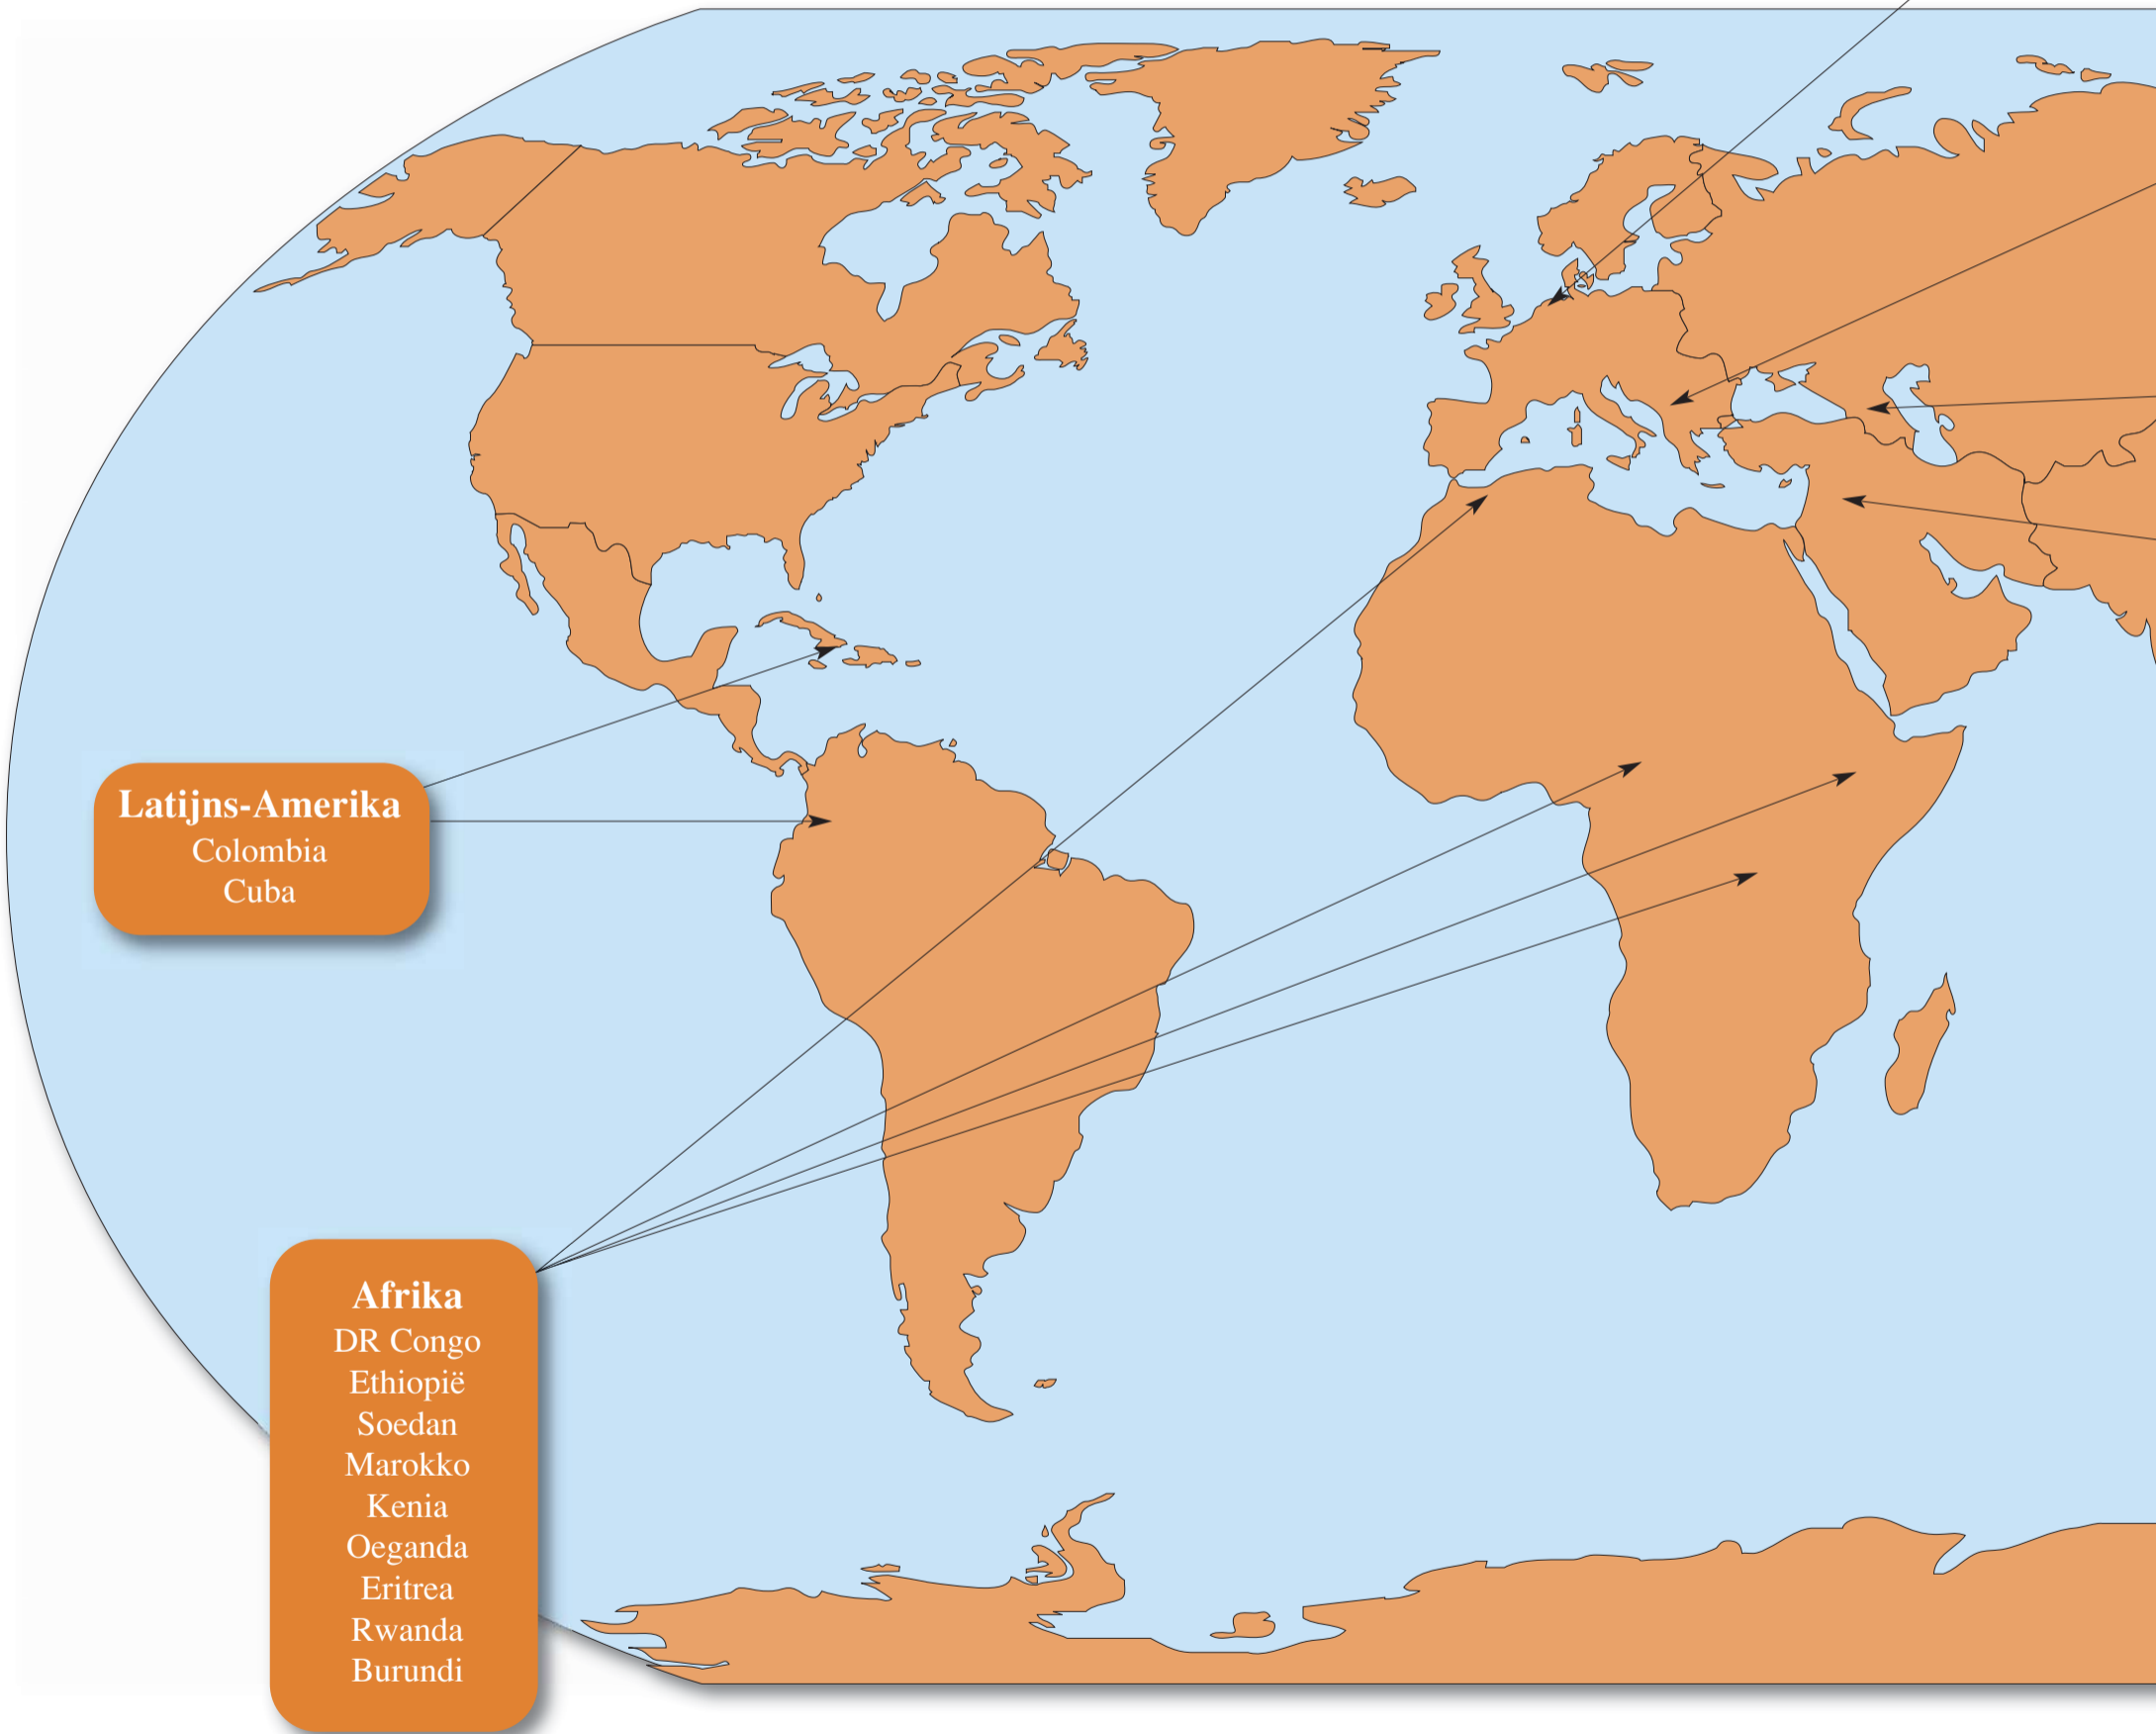 Latijns-Amerika
Colombia
Cuba
Afrika
DR Congo
Ethiopië
Soedan
Marokko
Kenia
Oeganda
Eritrea
Rwanda
Burundi